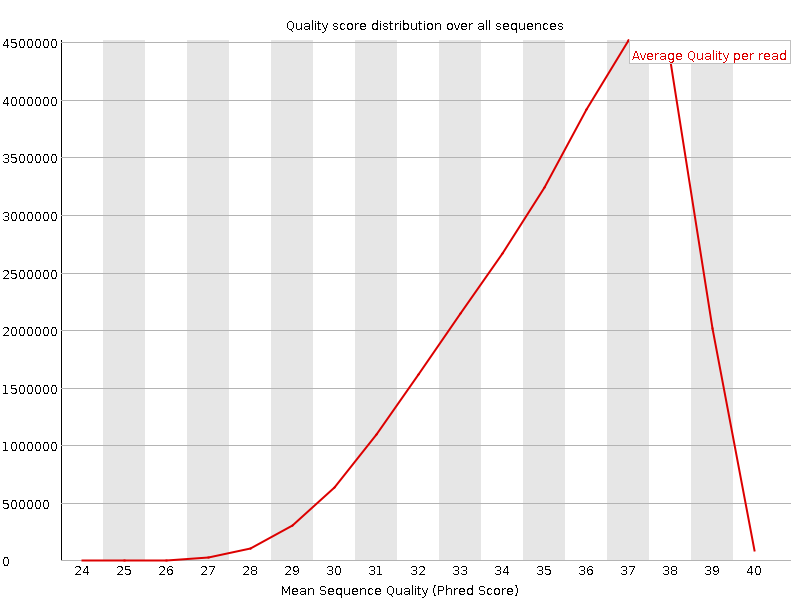 Quality score distribution over all sequences
4500000
Average Quality per read
4000000
3500000
3000000
2500000
2000000
1500000
1000000
500000
0
24 25 26 27 28 29 30 31 32 33 34 35 36 37 38 39 40
Mean Sequence Quality (Phred Score)